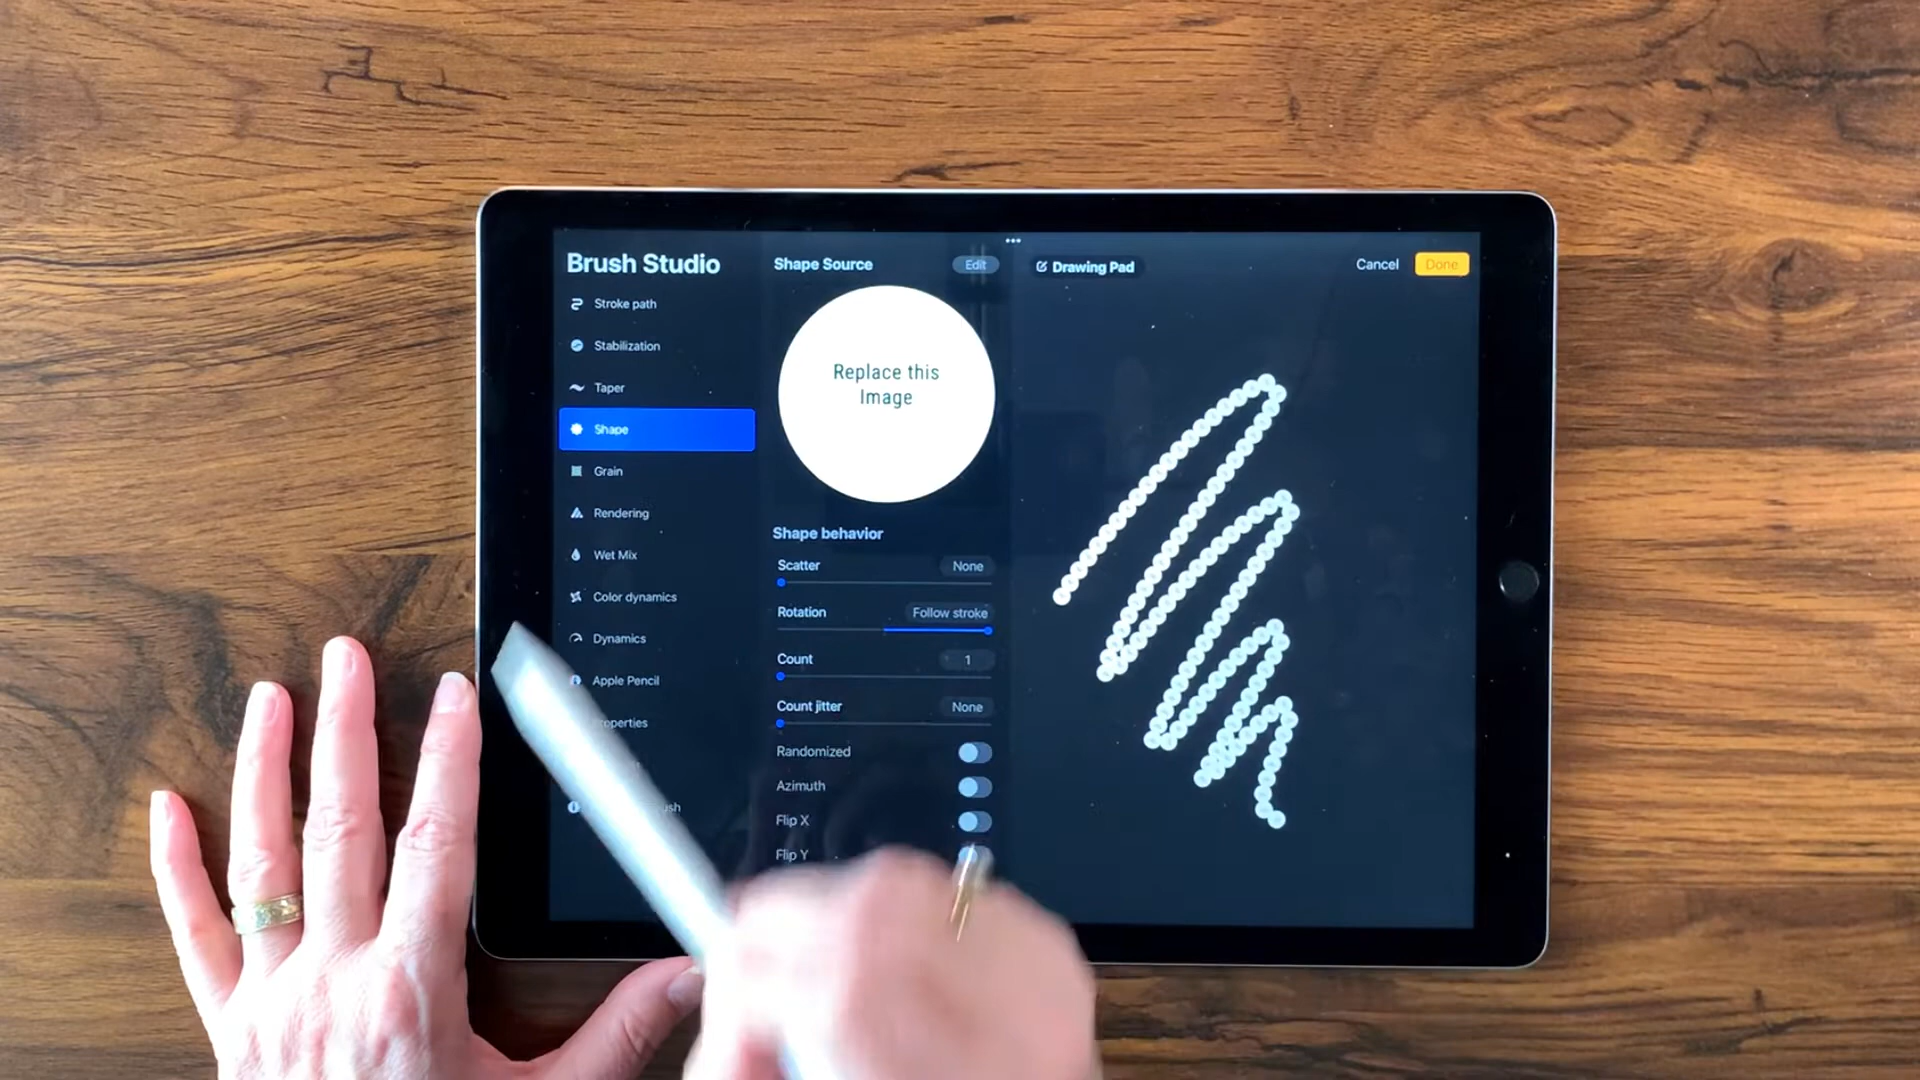 Brush Studio
Stroke path
Stabilization
Taper
Shape
Grain
Rendering
Wet Mix
Color dynamics
Dynamics
Apple Pencil
Shape Source
Edit
Replace this
Image
Shape behavior
Scatter
None
Rotation
Follow stroke
Count
1
Count jitter
None
Randomized
Azimuth
Flip X
Flip Y
Drawing Pad
Cancel
Done